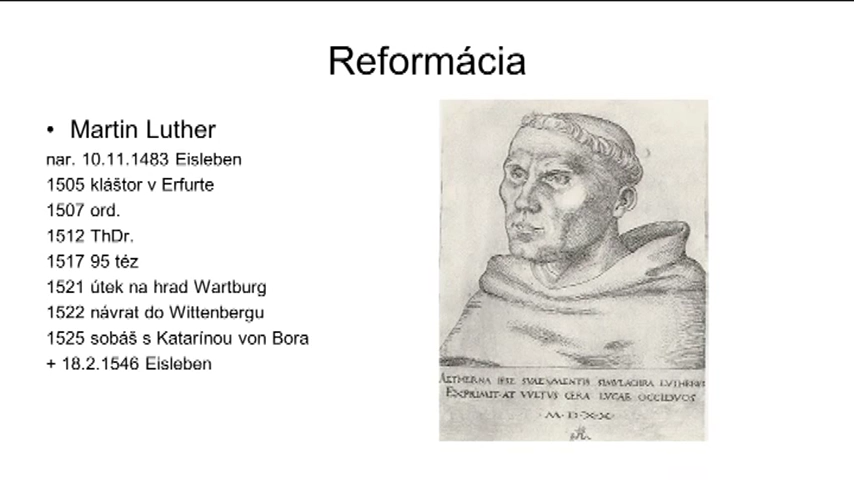 Reformácia
• Martin Luther
nar. 10.11.1483 Eisleben
1505 kláštor v Erfurte
1507 ord.
1512 ThDr.
1517 95 téz
1521 útek na hrad Wartburg
1522 návrat do Wittenbergu
1525 sobáš s Katarínou von Bora
+ 18.2.1546 Eisleben
AETHERNA IPSE SVAE MENTIS SIMVLACHRA LVTHERVS
EXPRIMIT·AT VVLTVS CERA LVCAE OCCIDVOS
·M·D·X·X·